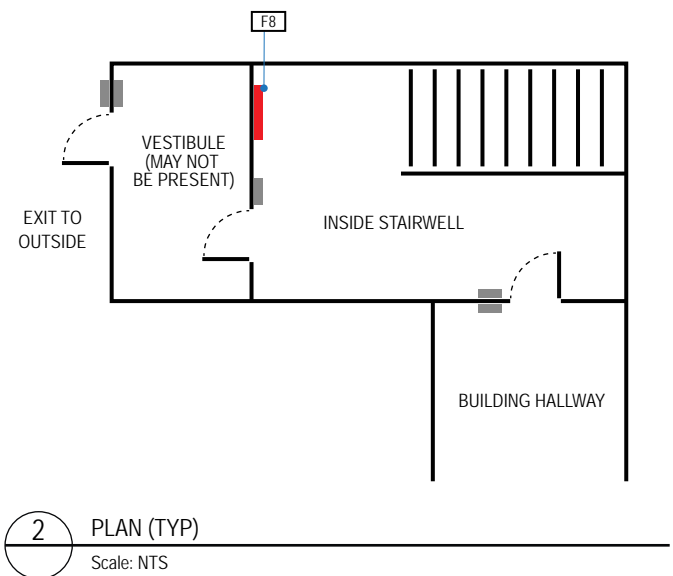 F8
VESTIBULE
(MAY NOT
BE PRESENT)
EXIT TO
OUTSIDE
INSIDE STAIRWELL
BUILDING HALLWAY
2
PLAN (TYP)
Scale: NTS